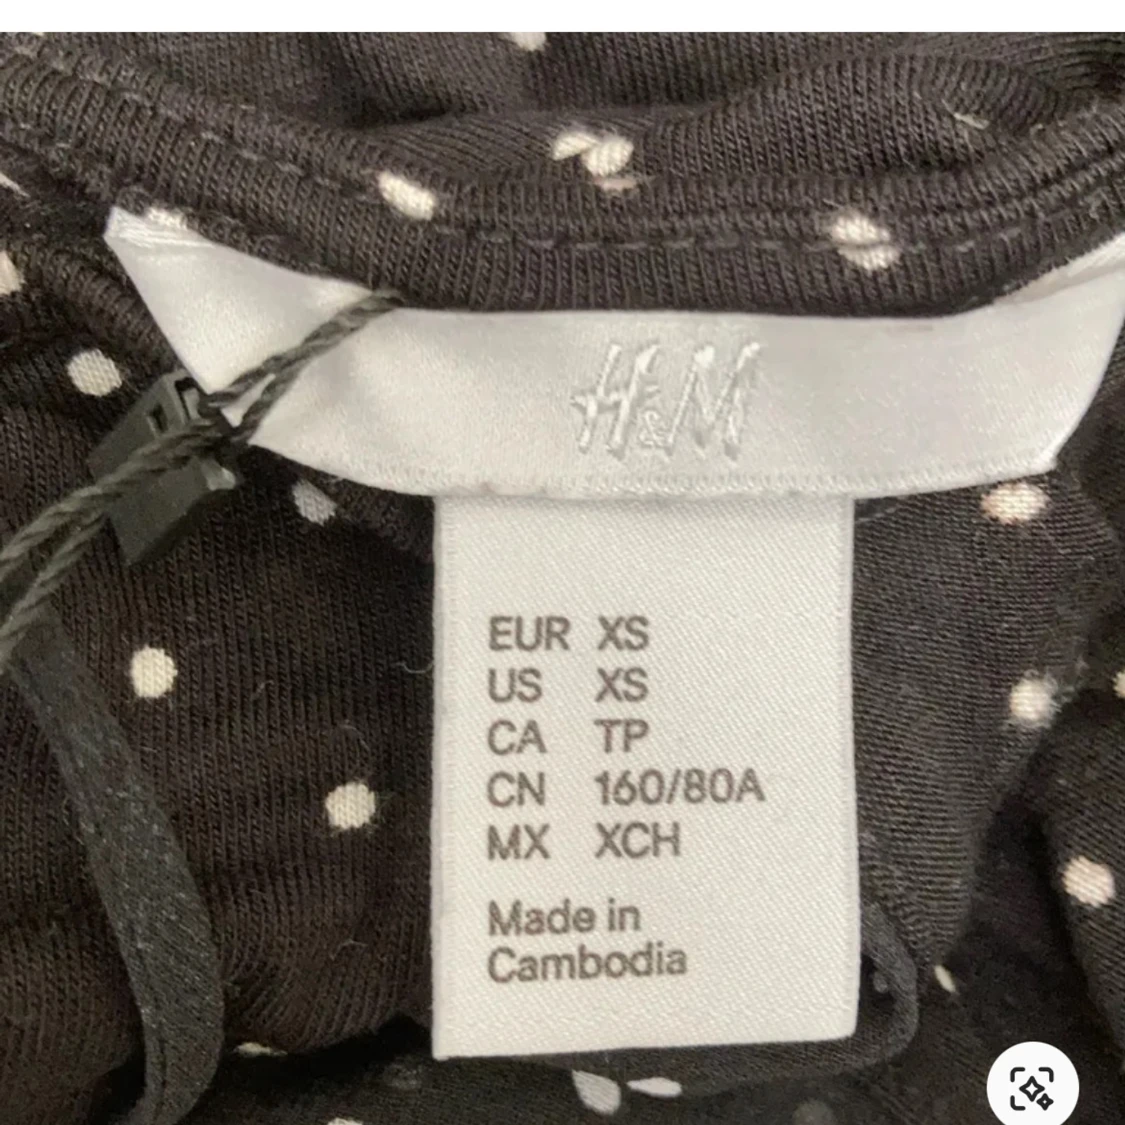 H&M
EUR XS
US XS
CA TP
CN 160/80A
MX XCH
Made in
Cambodia